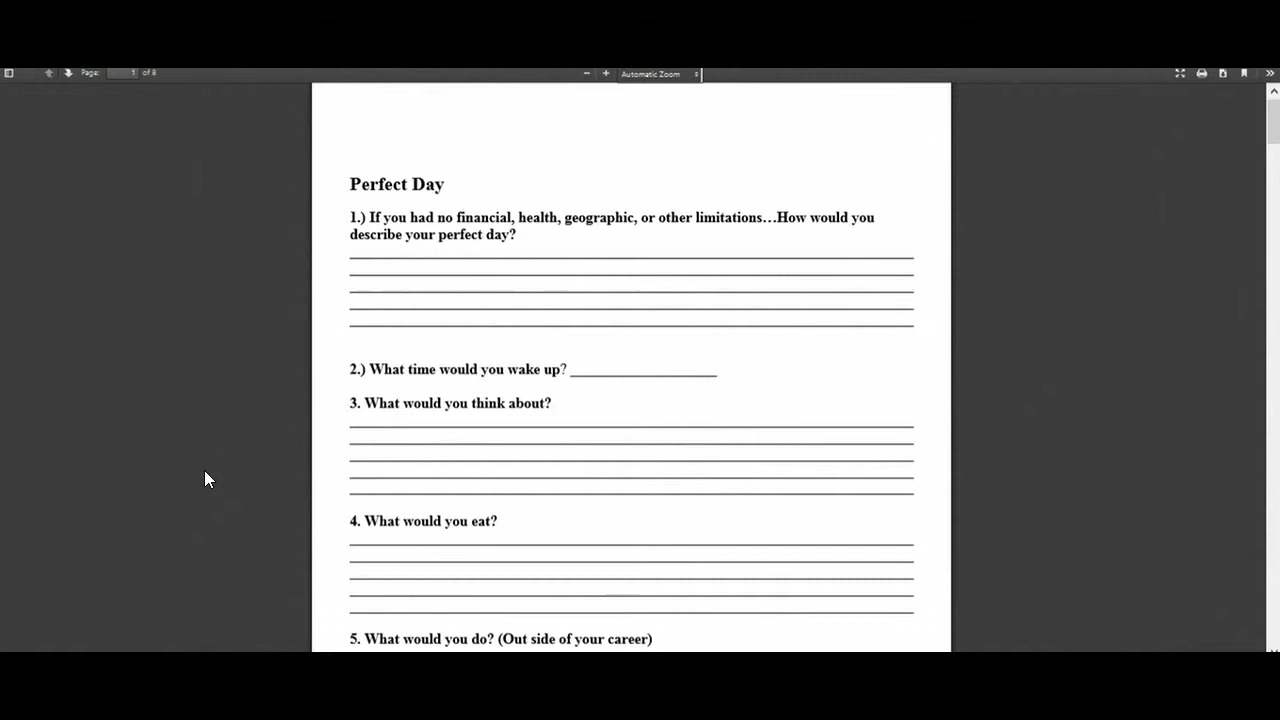 Page: 1 of 8 Automatic Zoom
Perfect Day
1.) If you had no financial, health, geographic, or other limitations…How would you
describe your perfect day?
2.) What time would you wake up? ____________________
3. What would you think about?
4. What would you eat?
5. What would you do? (Out side of your career)